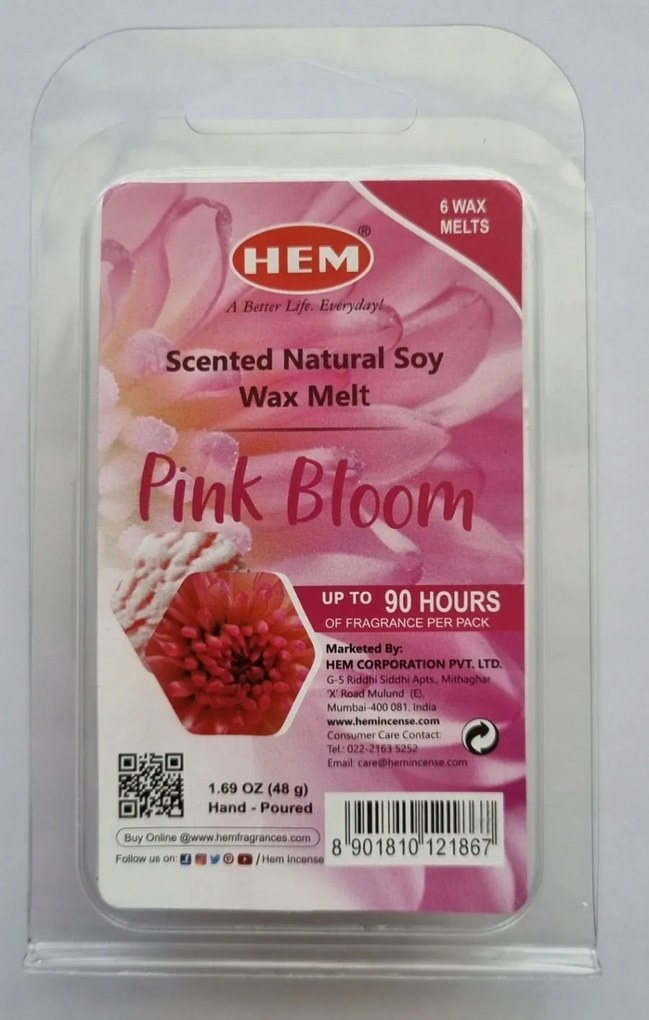 6 WAX
MELTS
HEM®
A Better Life. Everyday!
Scented Natural Soy
Wax Melt
Pink Bloom
UP TO 90 HOURS
OF FRAGRANCE PER PACK
Marketed By:
HEM CORPORATION PVT. LTD.
G-5 Riddhi Siddhi Apts., Mithaghar
'X' Road Mulund (E),
Mumbai-400 081. India
www.hemincense.com
Consumer Care Contact:
Tel.: 022-2163 5252
Email: care@hemincense.com
1.69 OZ (48 g)
Hand - Poured
Buy Online @www.hemfragrances.com
Follow us on: / Hem Incense
8 901810 121867